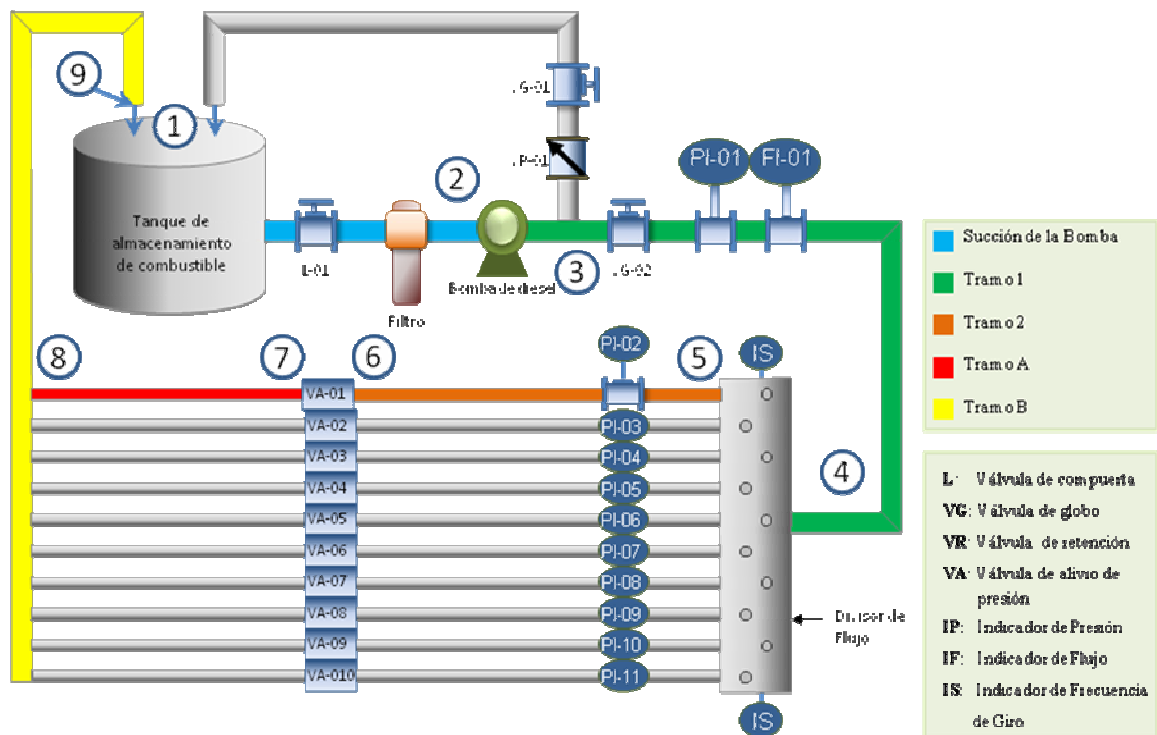 9
1
Tanque de
almacenamiento
de combustible
2
Filtro
Bomba de diesel
3
PI-01
FI-01
4
Succión de la Bomba
Tramo 1
Tramo 2
Tramo A
Tramo B
8
7
6
PI-02
5
IS
VA-01
VA-02
PI-03
VA-03
PI-04
VA-04
PI-05
VA-05
PI-06
VA-06
PI-07
VA-07
PI-08
VA-08
PI-09
VA-09
PI-10
VA-010
PI-11
IS
Flujo
L: Válvula de compuerta
VG: Válvula de globo
VR: Válvula de retención
VA: Válvula de alivio de
presión
IP: Indicador de Presión
IF: Indicador de Flujo
IS: Indicador de Frecuencia
de Giro